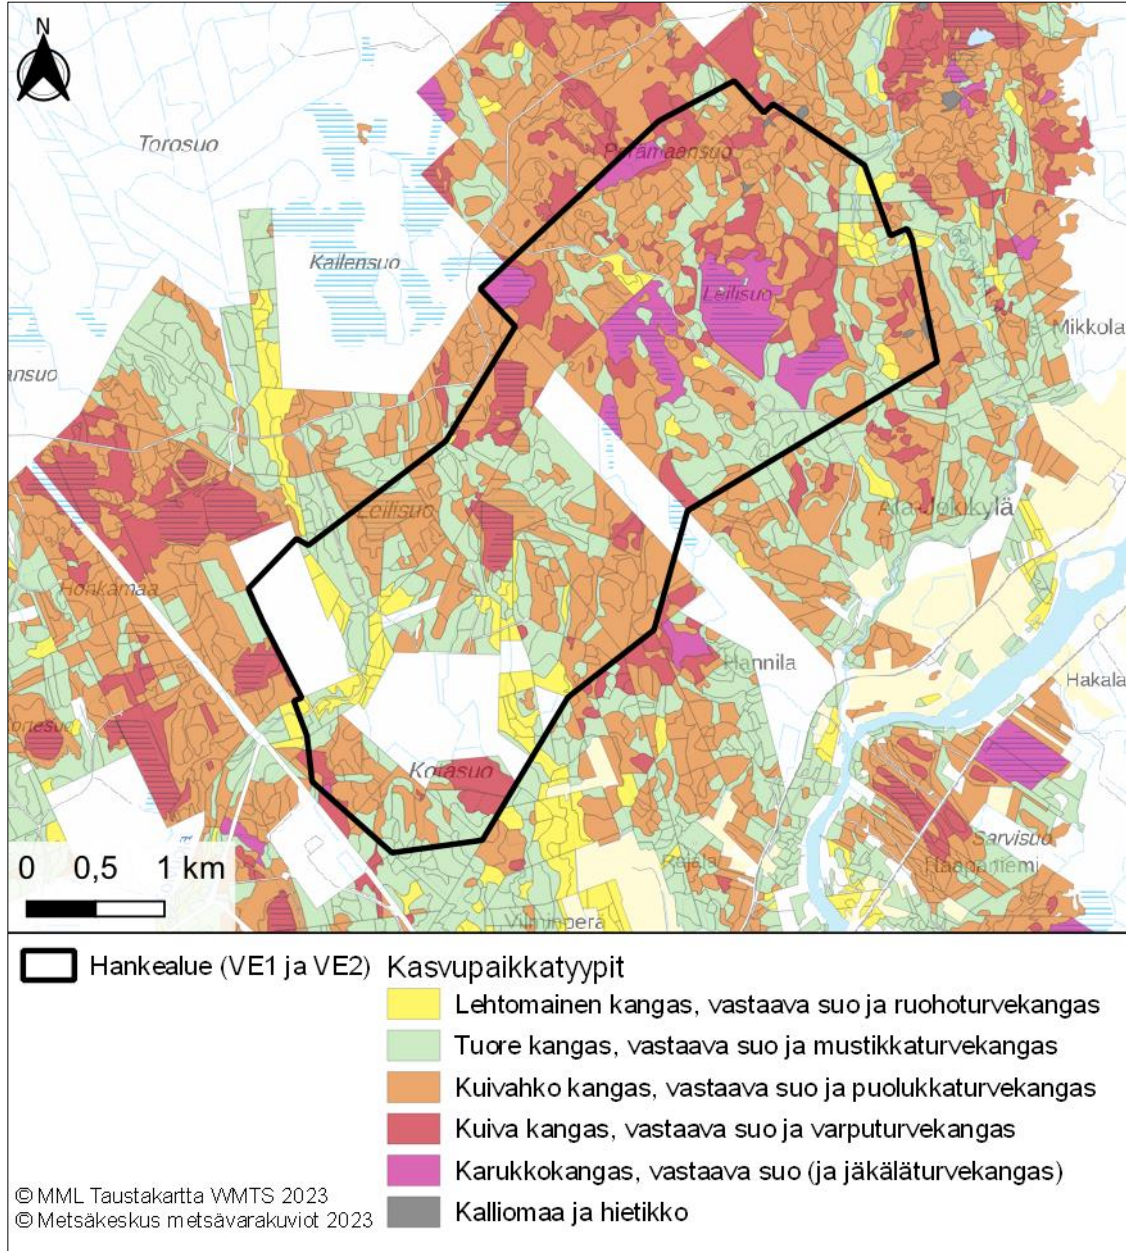 N
Torosuo
Perämaansuo
Kailensuo
Leilisuo
Mikkola
ansuo
Leilisuo
Ala-Jokikylä
Honkamaa
Hannila
Hakala
ortesuo
Kotasuo
0 0,5 1 km
Sarvisuo
Haapaniemi
Vilminperä
Hankealue (VE1 ja VE2)
Kasvupaikkatyypit
Lehtomainen kangas, vastaava suo ja ruohoturvekangas
Tuore kangas, vastaava suo ja mustikkaturvekangas
Kuivahko kangas, vastaava suo ja puolukkaturvekangas
Kuiva kangas, vastaava suo ja varputurvekangas
Karukkokangas, vastaava suo (ja jäkäläturvekangas)
Kalliomaa ja hietikko
© MML Taustakartta WMTS 2023
© Metsäkeskus metsävarakuviot 2023